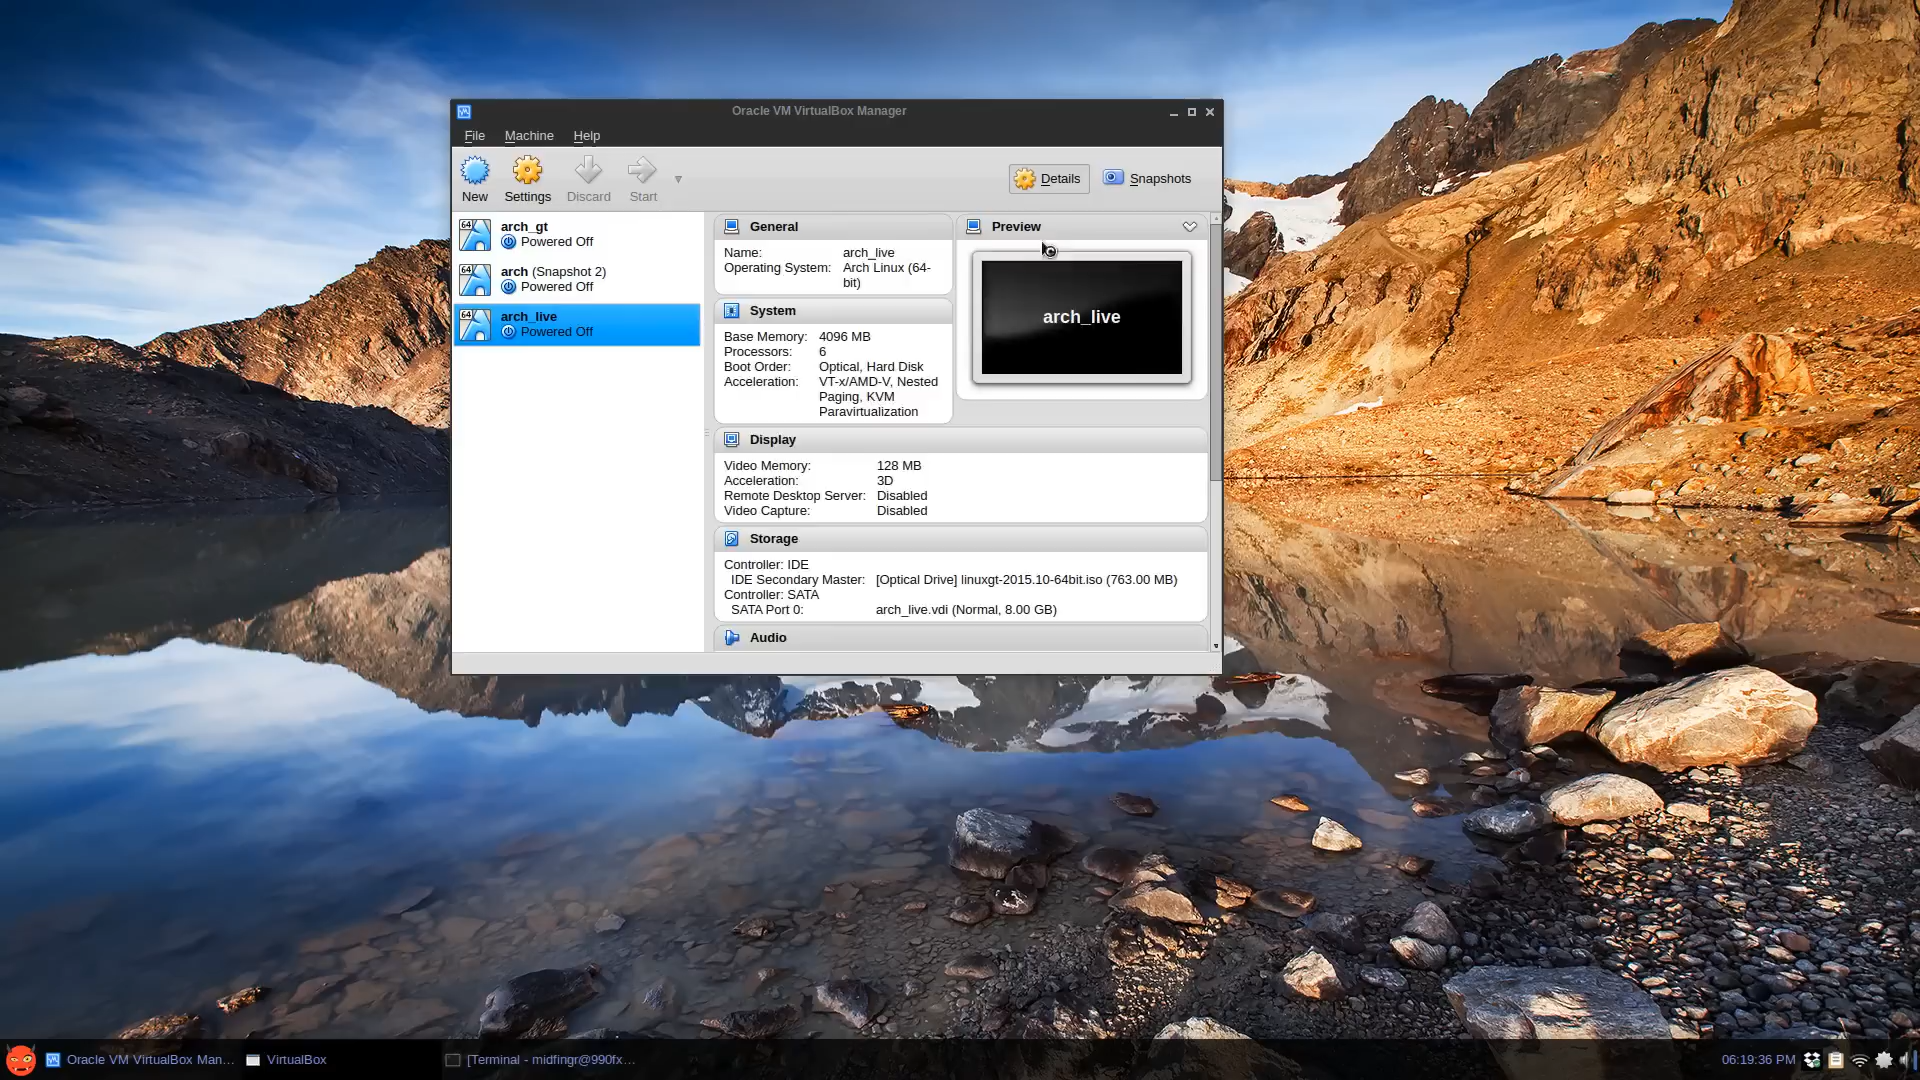 Oracle VM VirtualBox Manager
File Machine Help
New Settings Discard Start Details Snapshots
64 arch_gt
Powered Off
64 arch (Snapshot 2)
Powered Off
64 arch_live
Powered Off
General
Name: arch_live
Operating System: Arch Linux (64-
bit)
System
Base Memory: 4096 MB
Processors: 6
Boot Order: Optical, Hard Disk
Acceleration: VT-x/AMD-V, Nested
Paging, KVM
Paravirtualization
Preview
arch_live
Display
Video Memory: 128 MB
Acceleration: 3D
Remote Desktop Server: Disabled
Video Capture: Disabled
Storage
Controller: IDE
IDE Secondary Master: [Optical Drive] linuxgt-2015.10-64bit.iso (763.00 MB)
Controller: SATA
SATA Port 0: arch_live.vdi (Normal, 8.00 GB)
Audio
Oracle VM VirtualBox Man... VirtualBox [Terminal - midfingr@990fx... 06:19:36 PM